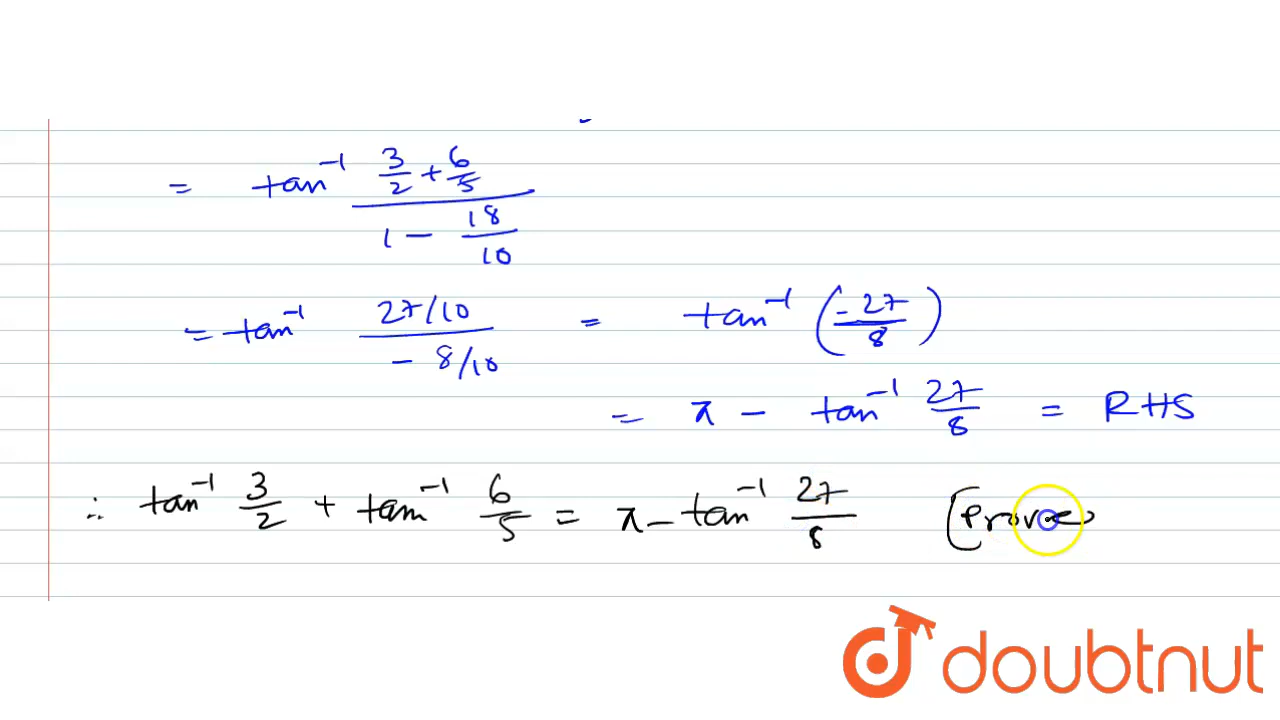 = tan⁻¹ (3/2 + 6/5) / (1 − 18/10)
= tan⁻¹ (27/10) / (− 8/10) = tan⁻¹ (−27/8)
= π − tan⁻¹ 27/8 = RHS
∴ tan⁻¹ 3/2 + tan⁻¹ 6/5 = π − tan⁻¹ 27/8 (Proved
doubtnut